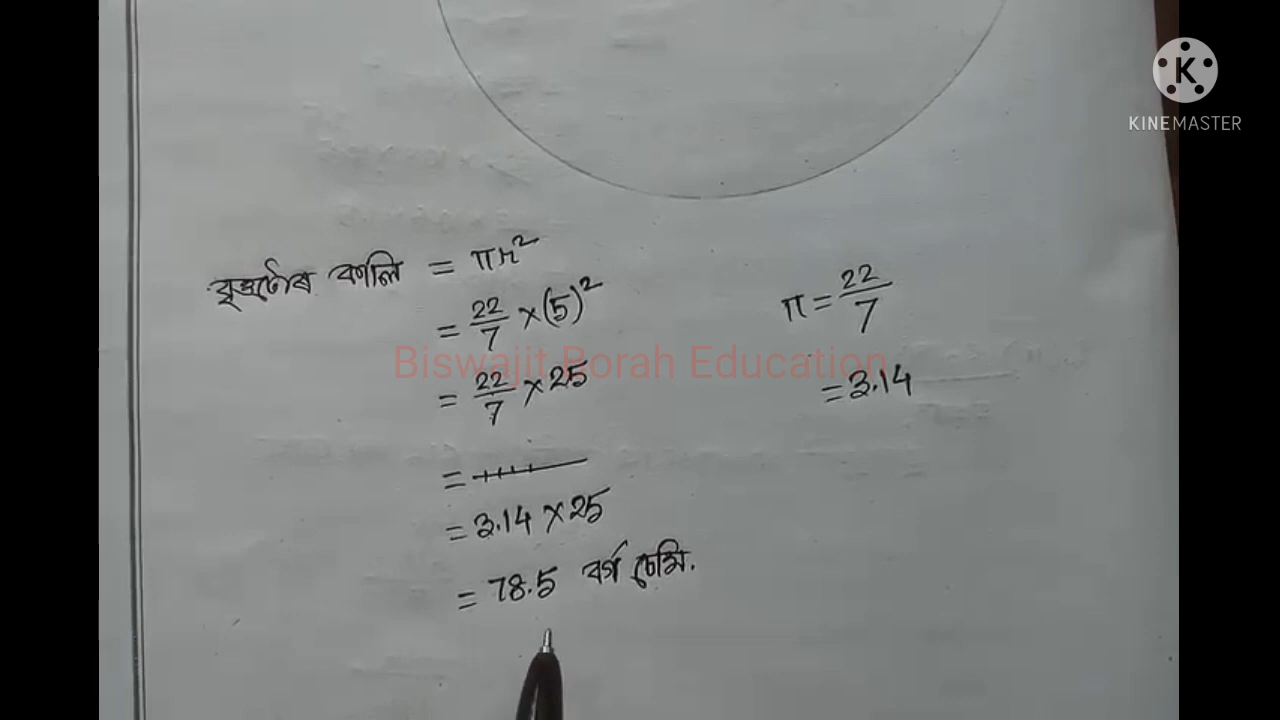 K
KINEMASTER
বৃত্তটোৰ কালি = πr²
= 22/7 × (5)²
π = 22/7
Biswajit Borah Education
= 22/7 × 25
= 3.14
=
= 3.14 × 25
= 78.5 বৰ্গ চেমি.